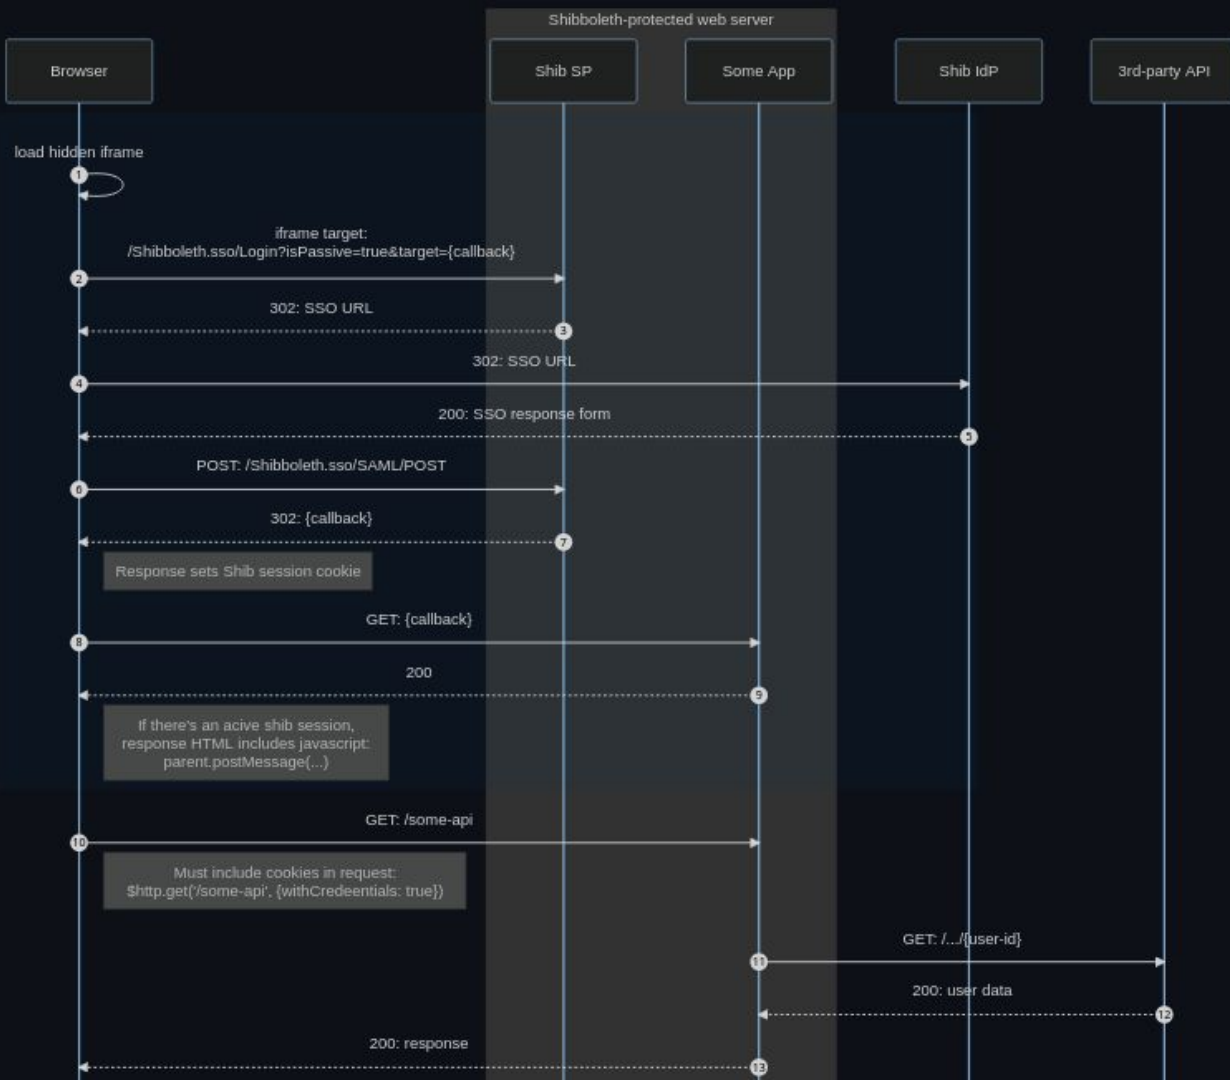 Shibboleth-protected web server
Browser
Shib SP
Some App
Shib IdP
3rd-party API
load hidden iframe
1
iframe target:
/Shibboleth.sso/Login?isPassive=true&target={callback}
2
302: SSO URL
3
302: SSO URL
4
200: SSO response form
5
POST: /Shibboleth.sso/SAML/POST
6
302: {callback}
7
Response sets Shib session cookie
GET: {callback}
8
200
9
If there's an acive shib session,
response HTML includes javascript:
parent.postMessage(...)
GET: /some-api
10
Must include cookies in request:
$http.get('/some-api', {withCredeentials: true})
GET: /.../{user-id}
11
200: user data
12
200: response
13